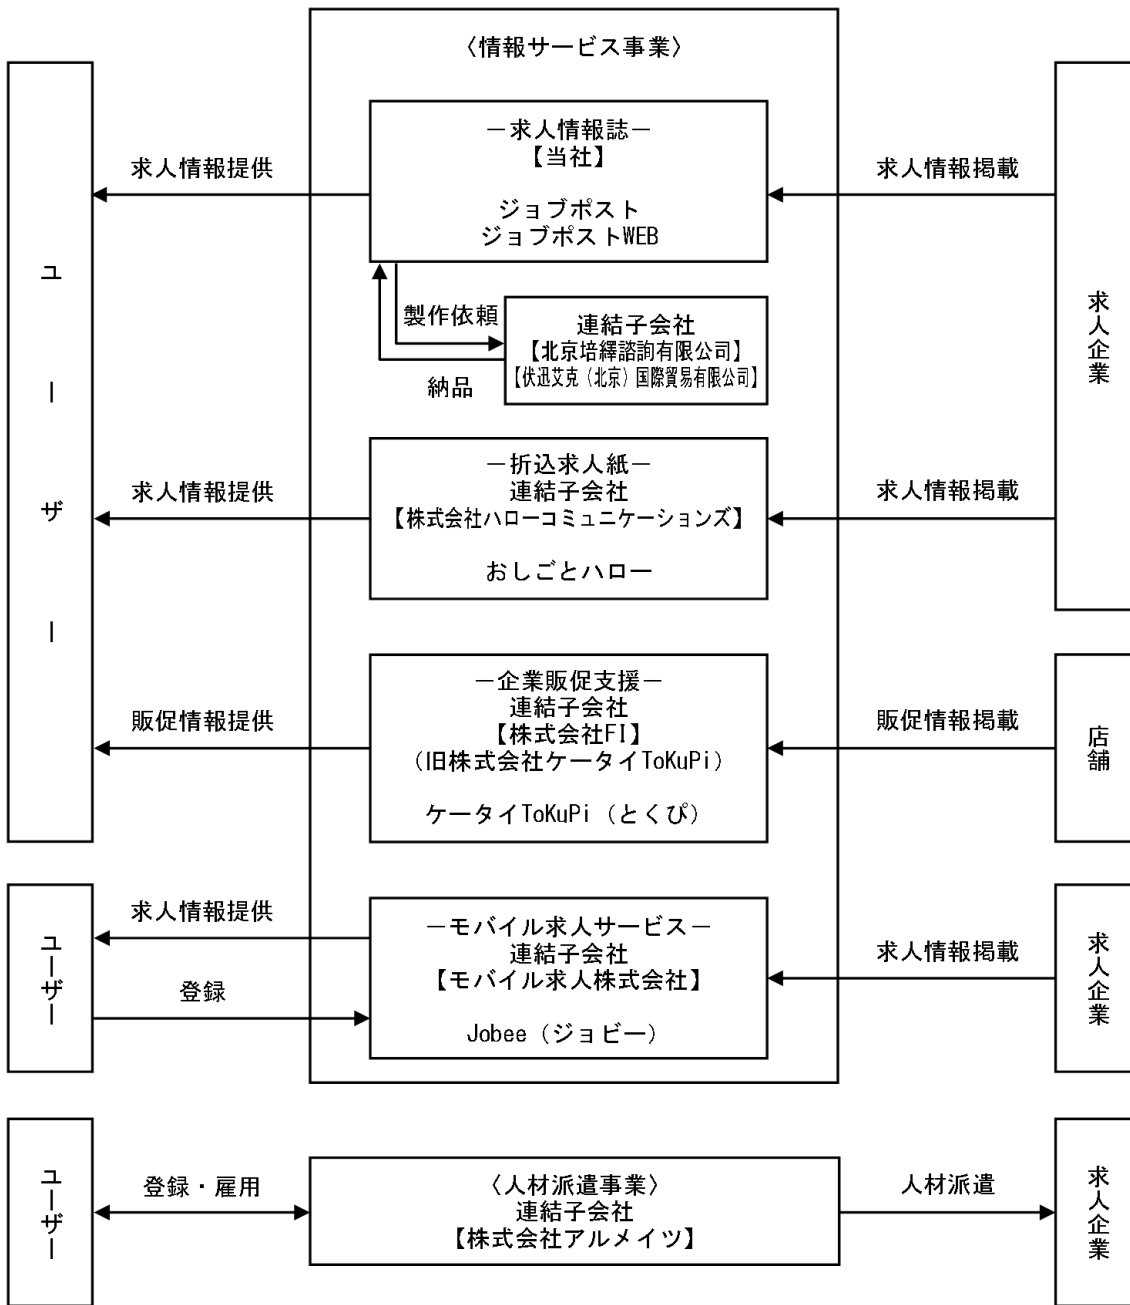 〈情報サービス事業〉
－求人情報誌－
【当社】
ジョブポスト
ジョブポストWEB
求人情報提供
求人情報掲載
製作依頼
納品
連結子会社
【北京培繹諮詢有限公司】
【伏迅艾克（北京）国際貿易有限公司】
－折込求人紙－
連結子会社
【株式会社ハローコミュニケーションズ】
おしごとハロー
求人情報提供
求人情報掲載
－企業販促支援－
連結子会社
【株式会社FI】
（旧株式会社ケータイToKuPi）
ケータイToKuPi（とくぴ）
販促情報提供
販促情報掲載
ユーザー
求人企業
店舗
－モバイル求人サービス－
連結子会社
【モバイル求人株式会社】
Jobee（ジョビー）
求人情報提供
登録
求人情報掲載
ユーザー
求人企業
〈人材派遣事業〉
連結子会社
【株式会社アルメイツ】
登録・雇用
人材派遣
ユーザー
求人企業